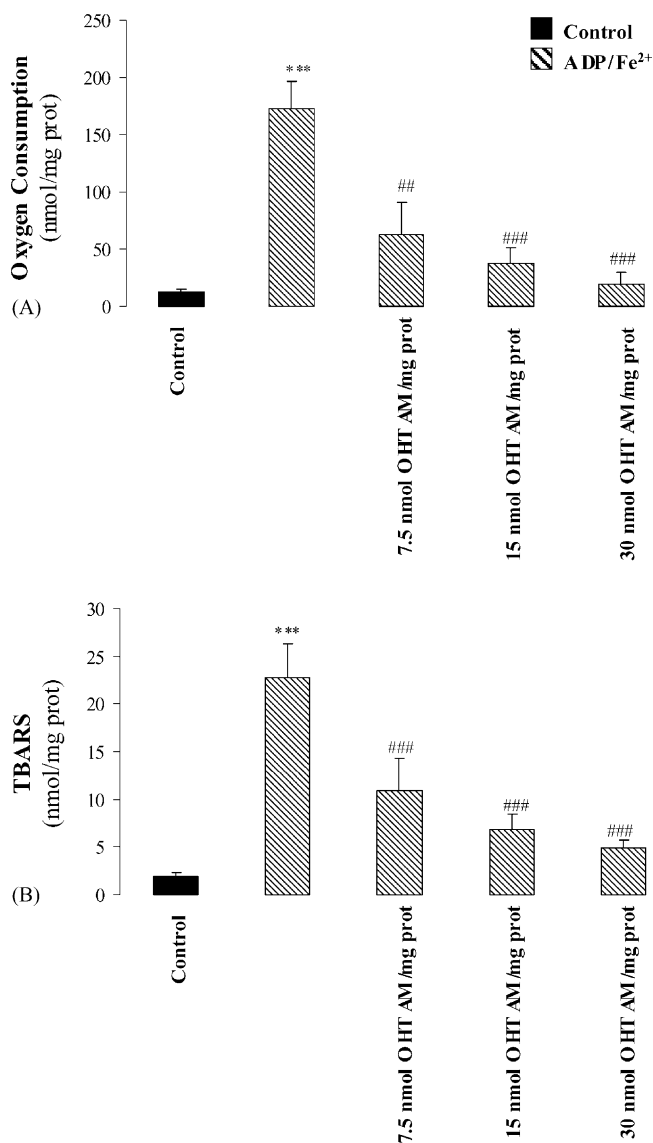 Control
ADP/Fe²⁺
Oxygen Consumption
(nmol/mg prot)
250
200
150
100
50
0
***
##
###
###
(A)
Control
7.5 nmol OHT AM/mg prot
15 nmol OHT AM/mg prot
30 nmol OHT AM/mg prot
TBARS
(nmol/mg prot)
30
25
20
15
10
5
0
***
###
###
###
(B)
Control
7.5 nmol OHT AM/mg prot
15 nmol OHT AM/mg prot
30 nmol OHT AM/mg prot